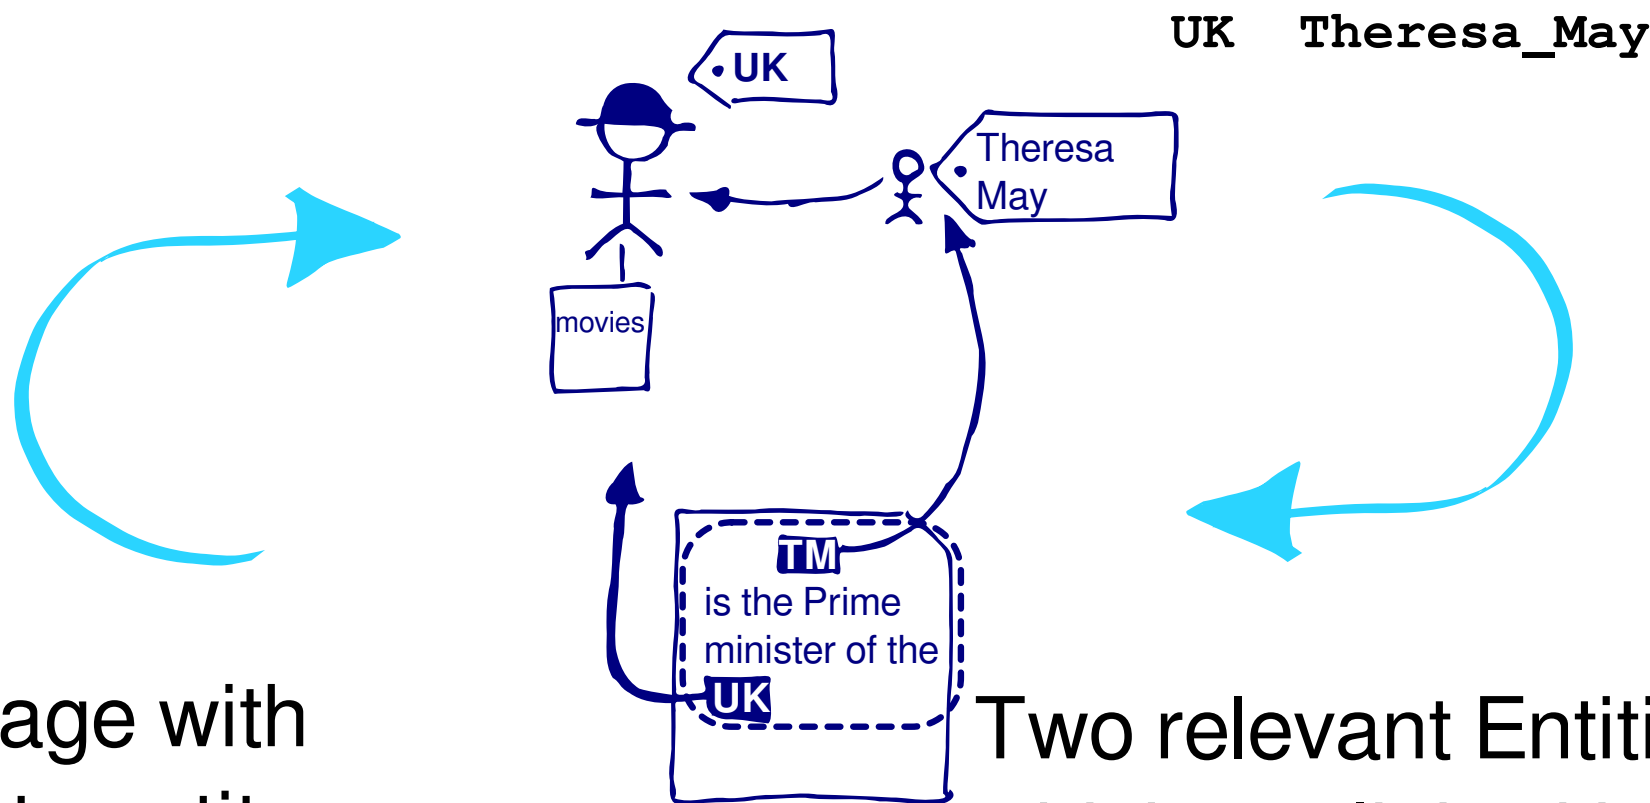 UK Theresa_May
UK
Theresa
May
movies
TM
is the Prime
minister of the
UK
age with
Two relevant Entiti